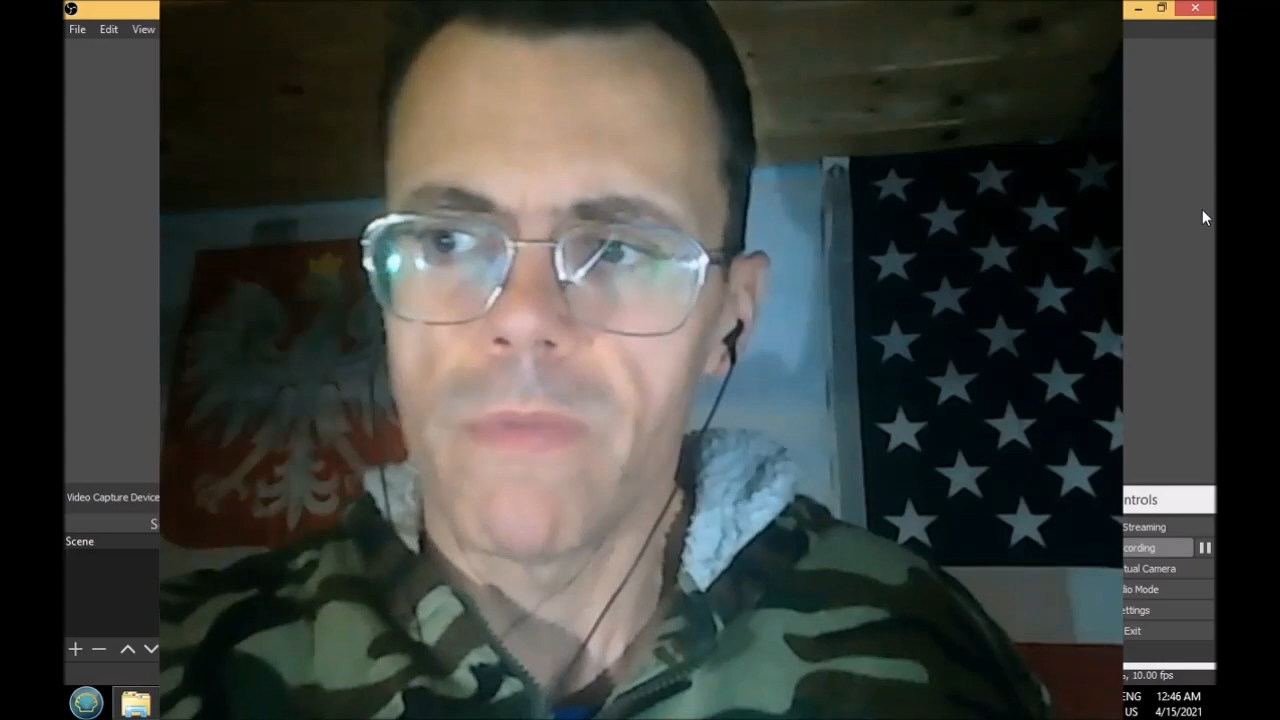 File Edit View
Video Capture Device
S
Scene
ntrols
Streaming
cording
tual Camera
dio Mode
ettings
Exit
, 10.00 fps
ENG 12:46 AM
US 4/15/2021